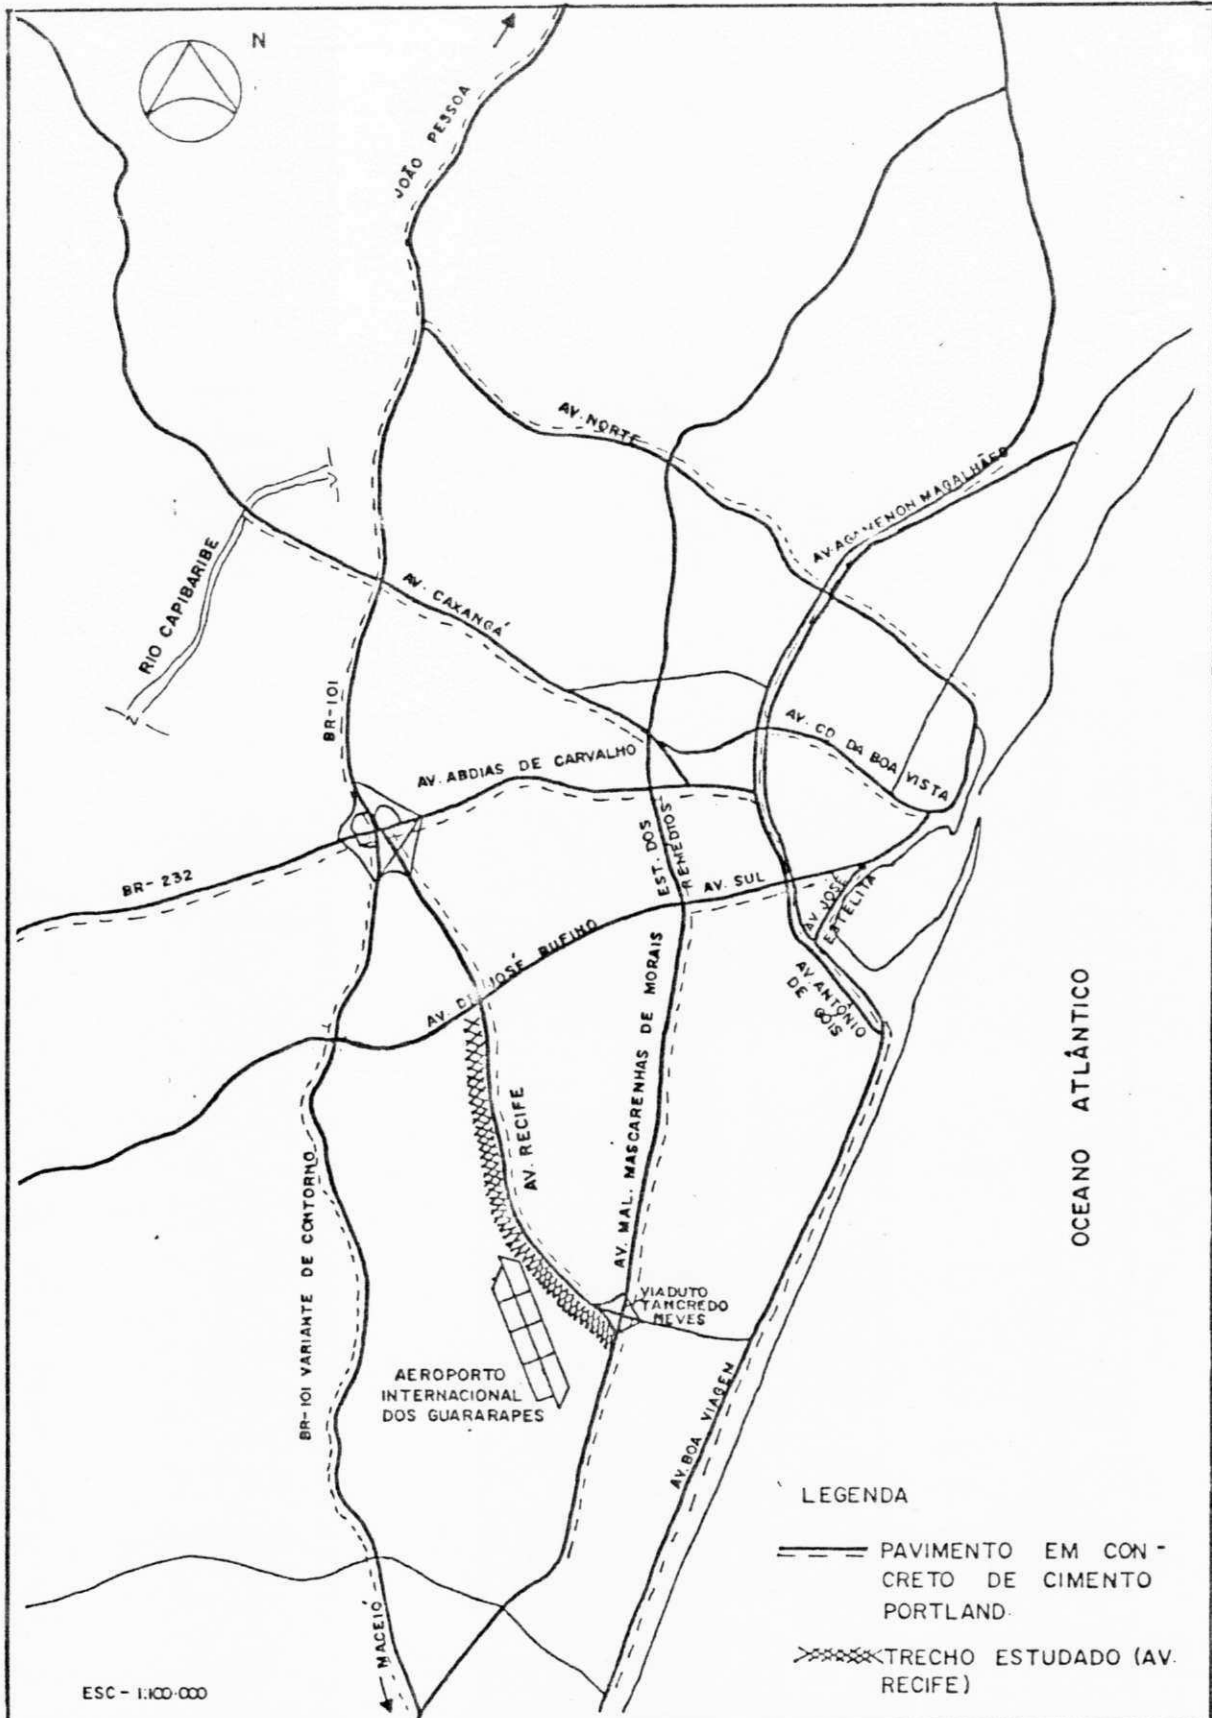 N
JOÃO PESSOA
AV. NORTE
AV. AGAMENON MAGALHÃES
RIO CAPIBARIBE
AV. CAXANGÁ
BR-101
AV. CD. DA BOA VISTA
AV. ABDIAS DE CARVALHO
EST. DOS
REMÉDIOS
BR-232
AV. SUL
AV. JOSÉ
ESTELITA
AV. DR JOSÉ RUFINO
AV. ANTÔNIO
DE GÓIS
AV. MAL. MASCARENHAS DE MORAIS
OCEANO ATLÂNTICO
AV. RECIFE
BR-101 VARIANTE DE CONTORNO
VIADUTO
TANCREDO
NEVES
AEROPORTO
INTERNACIONAL
DOS GUARARAPES
AV. BOA VIAGEM
LEGENDA
PAVIMENTO EM CON-
CRETO DE CIMENTO
PORTLAND.
TRECHO ESTUDADO (AV.
RECIFE)
MACEIÓ
ESC - 1:100.000